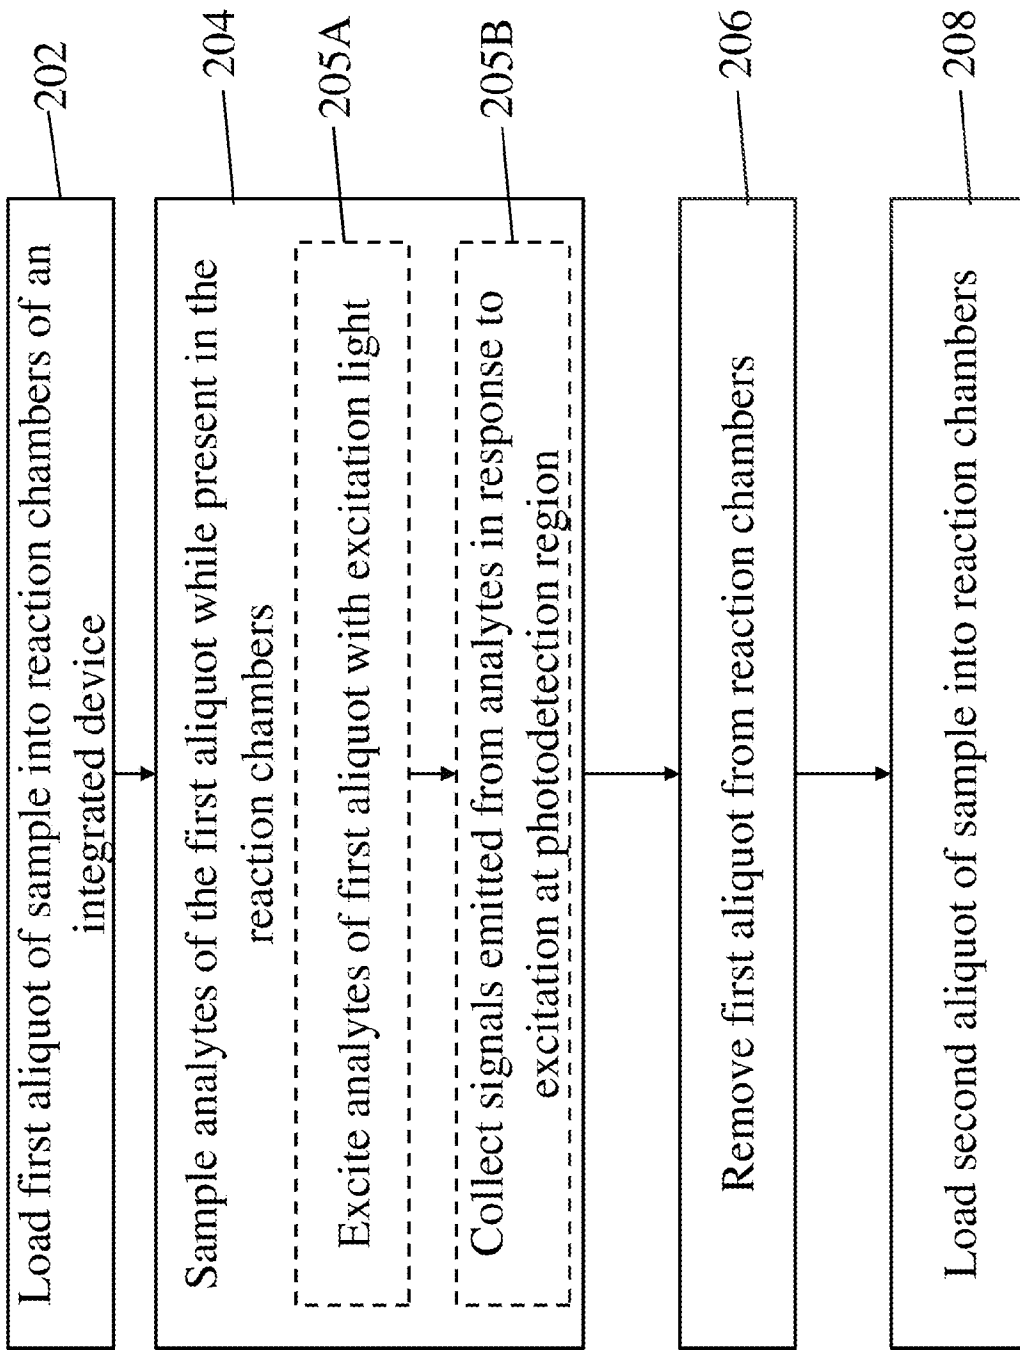 Load first aliquot of sample into reaction chambers of an
integrated device
202
Sample analytes of the first aliquot while present in the
reaction chambers
204
Excite analytes of first aliquot with excitation light
205A
Collect signals emitted from analytes in response to
excitation at photodetection region
205B
Remove first aliquot from reaction chambers
206
Load second aliquot of sample into reaction chambers
208